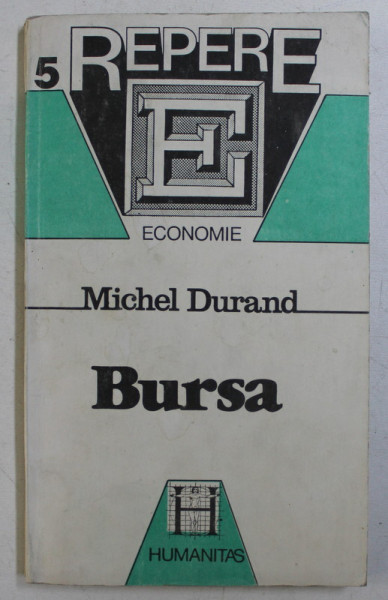 5 REPERE
E
ECONOMIE
Michel Durand
Bursa
H
HUMANITAS